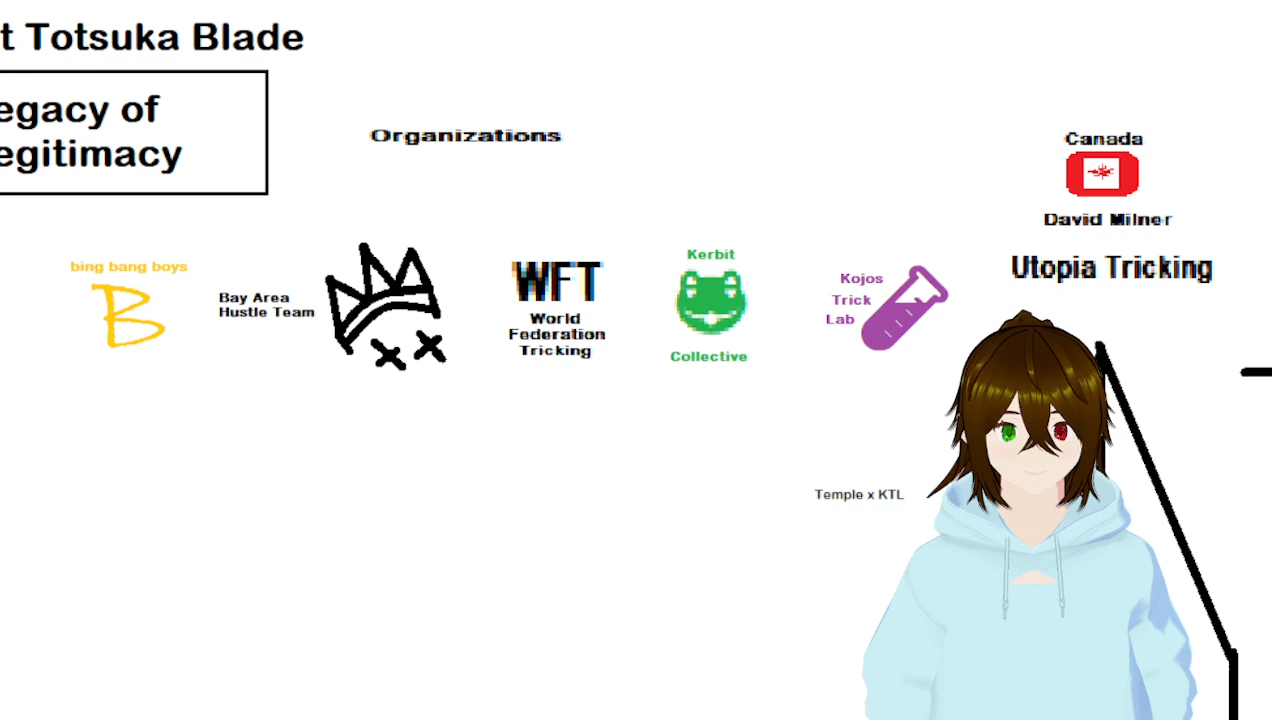 t Totsuka Blade
egacy of
egitimacy
Organizations
Canada
David Milner
Utopia Tricking
bing bang boys
B
Bay Area
Hustle Team
WFT
World
Federation
Tricking
Kerbit
Collective
Kojos
Trick
Lab
Temple x KTL